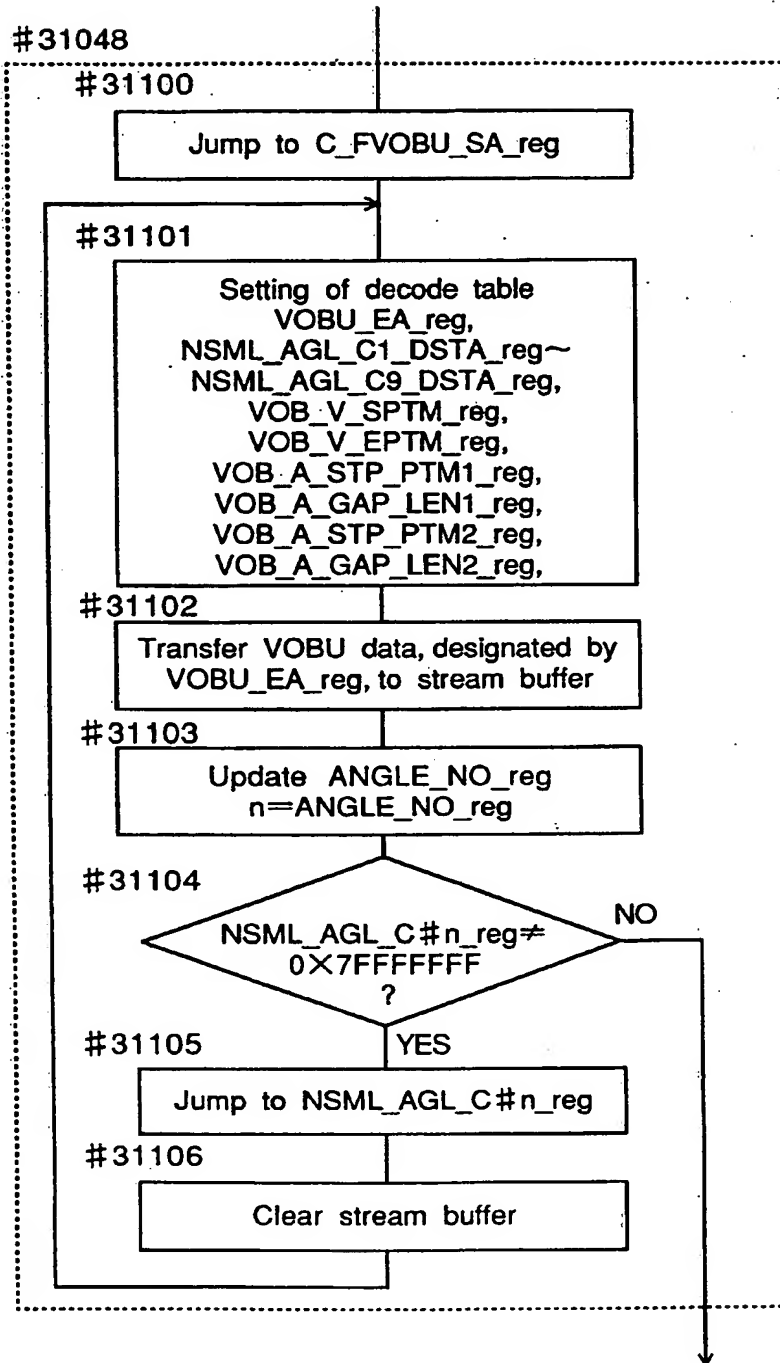 #31048
#31100
Jump to C_FVOBU_SA_reg
#31101
Setting of decode table
VOBU_EA_reg,
NSML_AGL_C1_DSTA_reg~
NSML_AGL_C9_DSTA_reg,
VOB_V_SPTM_reg,
VOB_V_EPTM_reg,
VOB_A_STP_PTM1_reg,
VOB_A_GAP_LEN1_reg,
VOB_A_STP_PTM2_reg,
VOB_A_GAP_LEN2_reg,
#31102
Transfer VOBU data, designated by
VOBU_EA_reg, to stream buffer
#31103
Update ANGLE_NO_reg
n=ANGLE_NO_reg
#31104
NSML_AGL_C#n_reg≠
0×7FFFFFFF
?
NO
YES
#31105
Jump to NSML_AGL_C#n_reg
#31106
Clear stream buffer